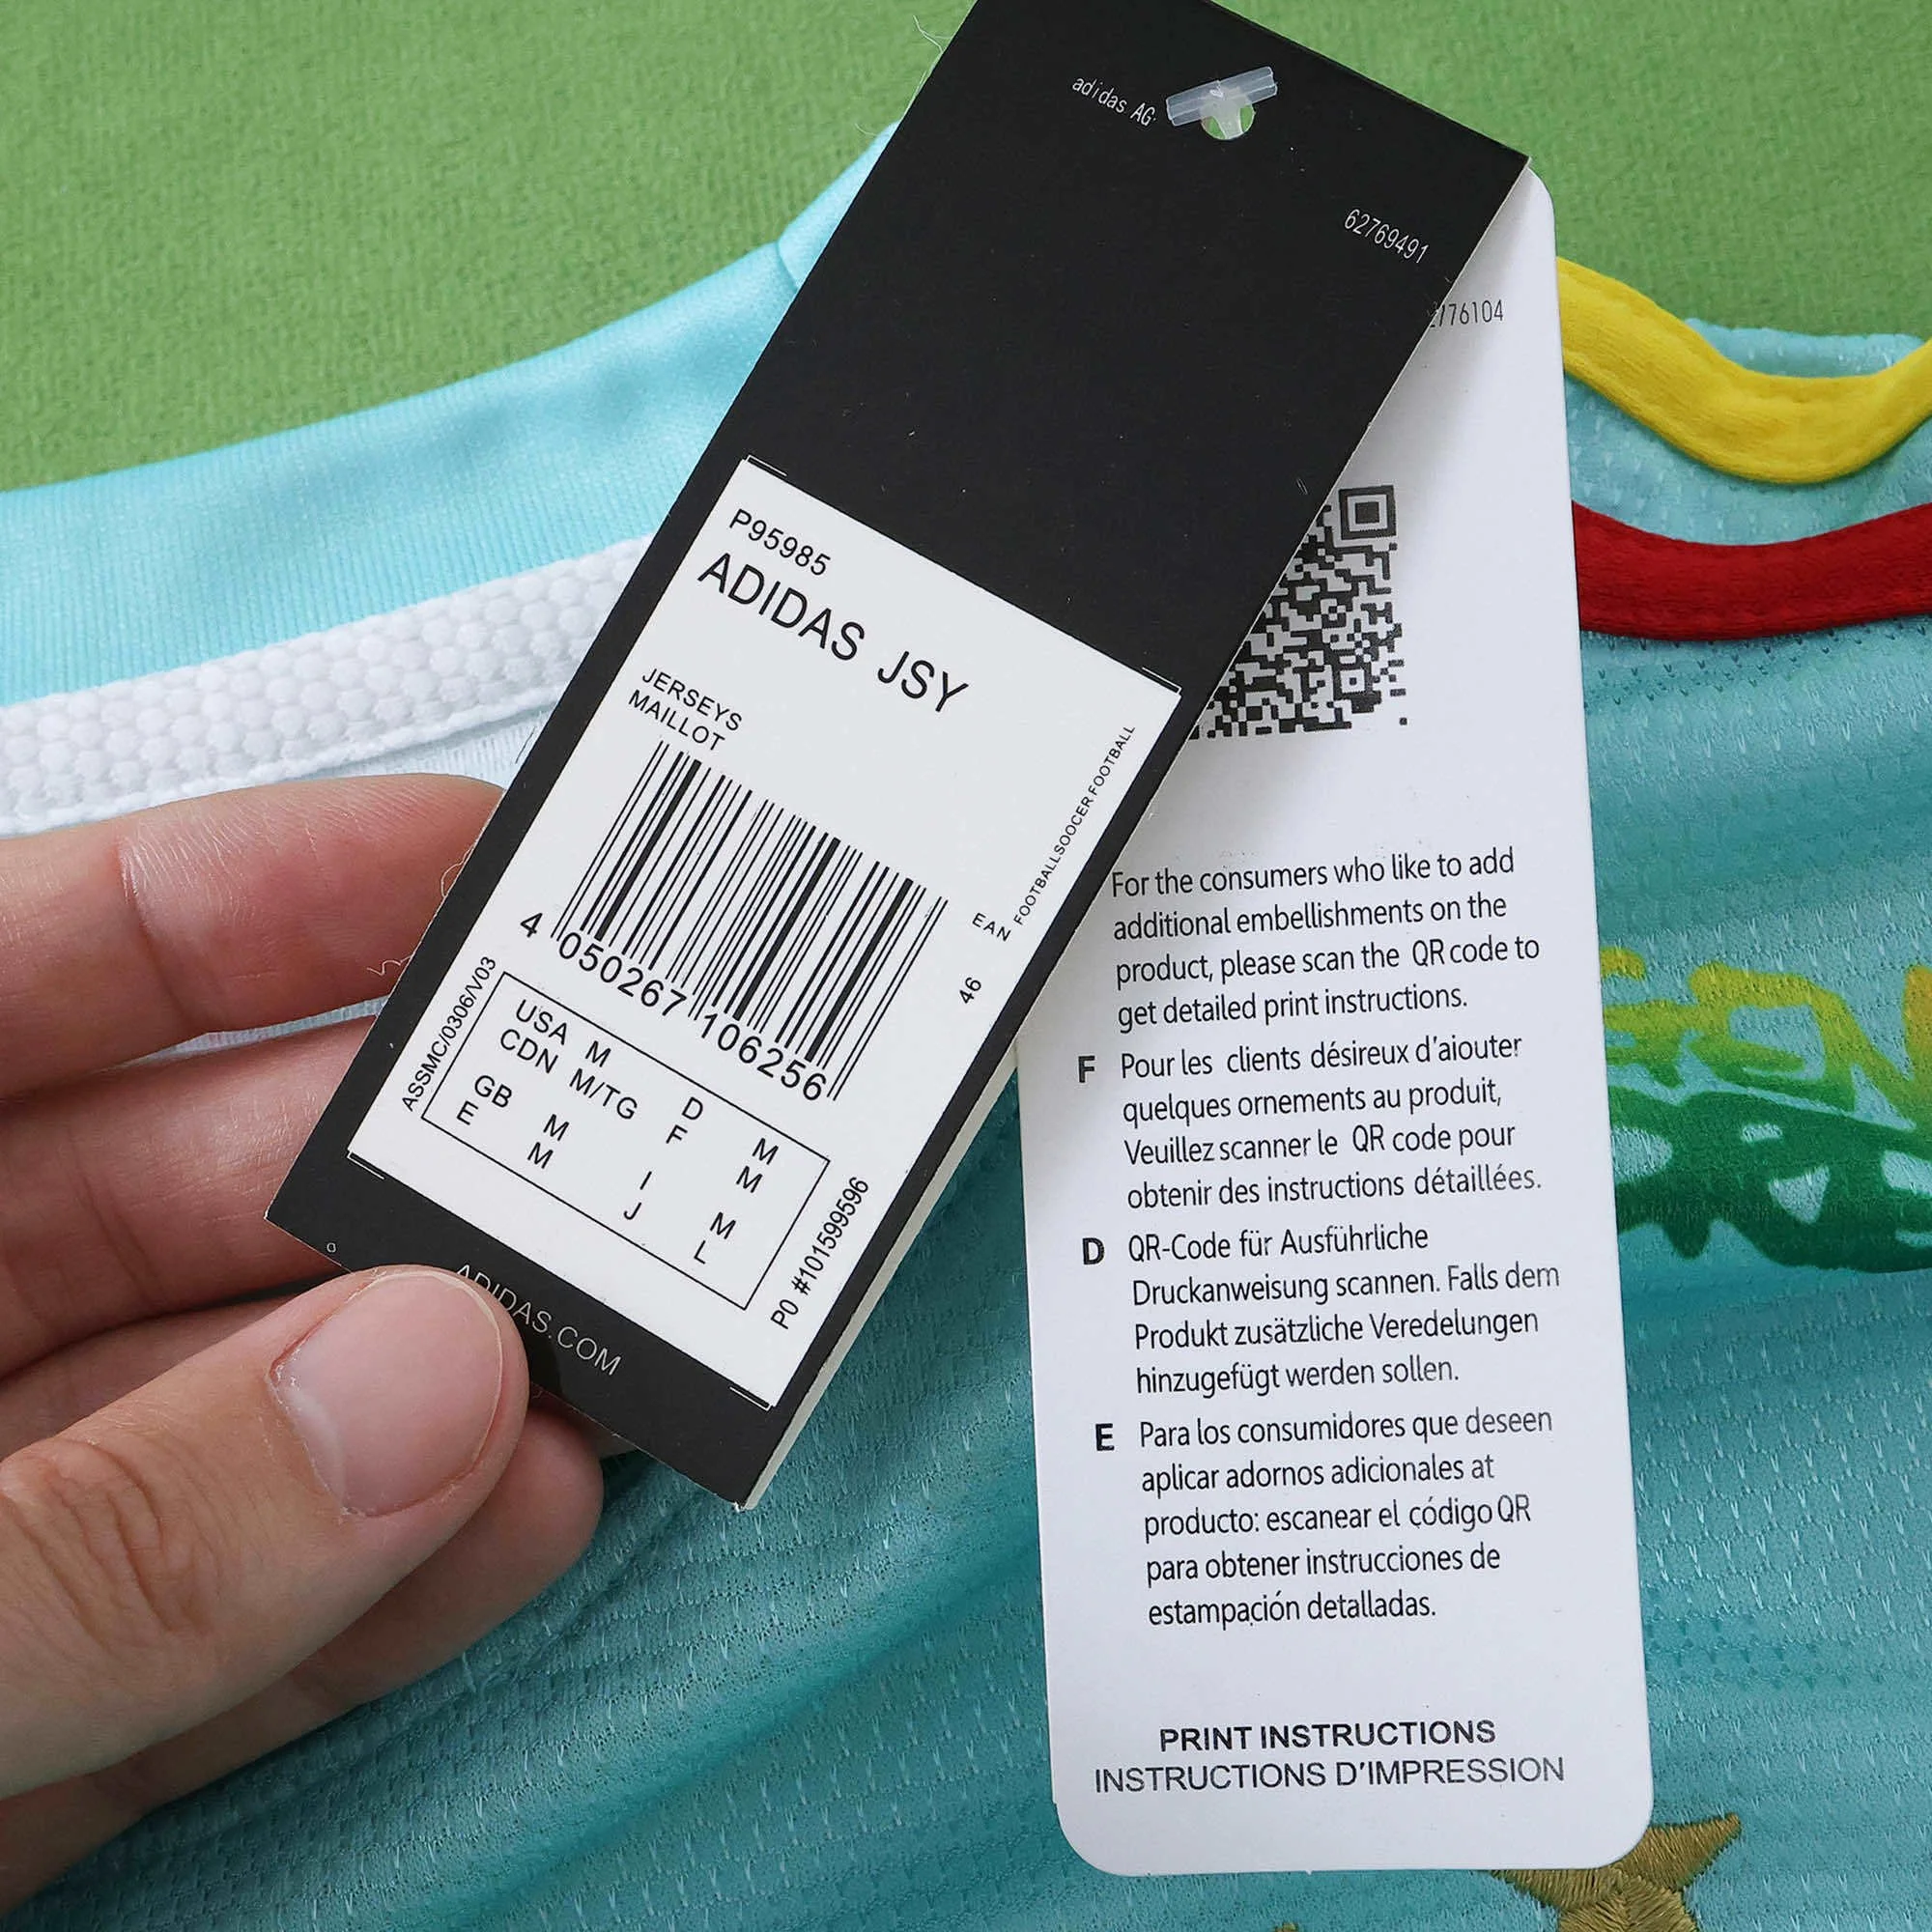 adidas AG
62769491
76104
P95985
ADIDAS JSY
JERSEYS
MAILLOT
4 050267 106256
EAN
46
FOOTBALLSOOCER FOOTBALL
ASSMC/0306/V03
USA M D M
CDN M/TG F M
GB M I M
E M J L
PO #101599596
ADIDAS.COM
For the consumers who like to add
additional embellishments on the
product, please scan the QR code to
get detailed print instructions.
F Pour les clients désireux d'aiouter
quelques ornements au produit,
Veuillez scanner le QR code pour
obtenir des instructions détaillées.
D QR-Code für Ausführliche
Druckanweisung scannen. Falls dem
Produkt zusätzliche Veredelungen
hinzugefügt werden sollen.
E Para los consumidores que deseen
aplicar adornos adicionales at
producto: escanear el código QR
para obtener instrucciones de
estampación detalladas.
PRINT INSTRUCTIONS
INSTRUCTIONS D'IMPRESSION